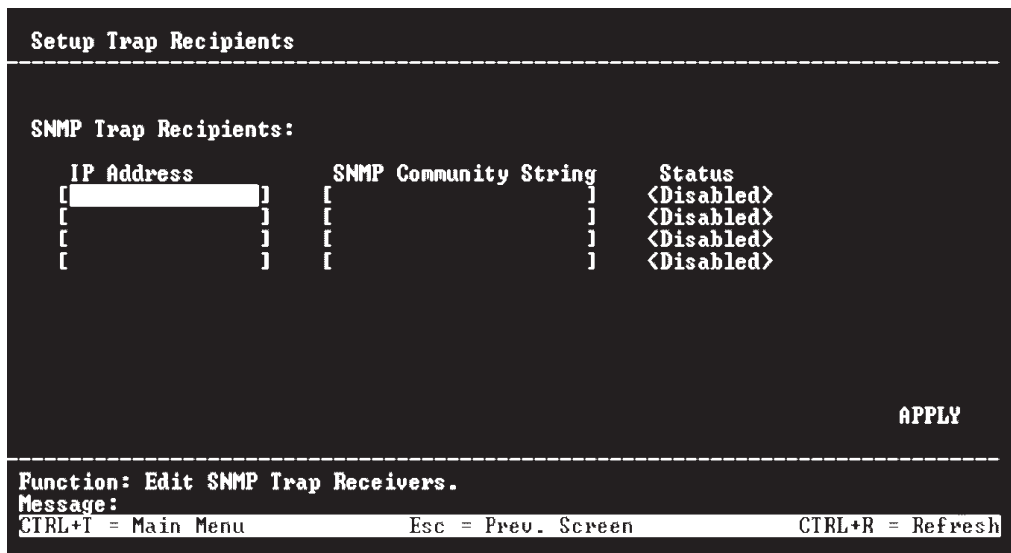 Setup Trap Recipients
SNMP Trap Recipients:
IP Address SNMP Community String Status
[ ] [ ] <Disabled>
[ ] [ ] <Disabled>
[ ] [ ] <Disabled>
[ ] [ ] <Disabled>
APPLY
Function: Edit SNMP Trap Receivers.
Message:
CTRL+T = Main Menu Esc = Prev. Screen CTRL+R = Refresh